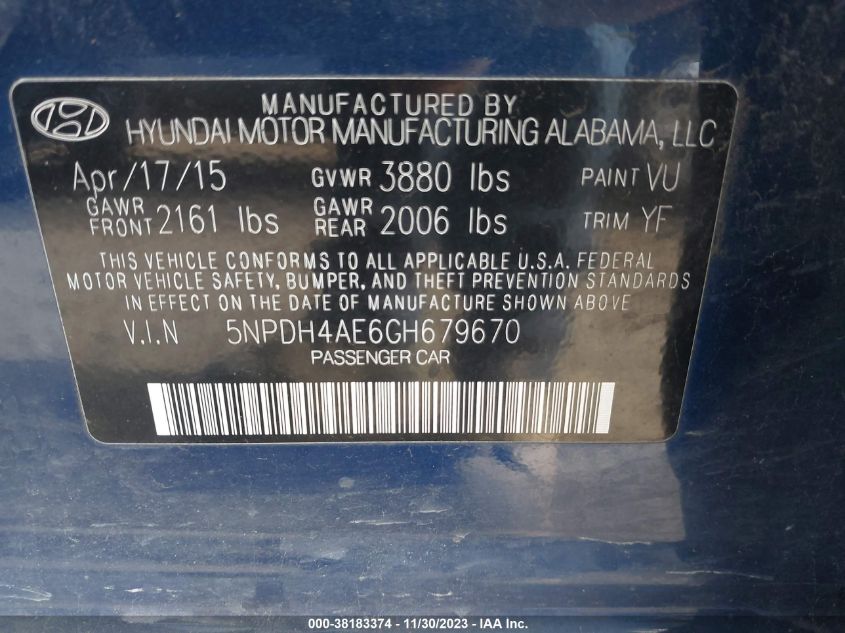 MANUFACTURED BY
HYUNDAI MOTOR MANUFACTURING ALABAMA, LLC
Apr/17/15 GVWR 3880 lbs PAINT VU
GAWR FRONT 2161 lbs GAWR REAR 2006 lbs TRIM YF
THIS VEHICLE CONFORMS TO ALL APPLICABLE U.S.A. FEDERAL
MOTOR VEHICLE SAFETY, BUMPER, AND THEFT PREVENTION STANDARDS
IN EFFECT ON THE DATE OF MANUFACTURE SHOWN ABOVE.
V.I.N 5NPDH4AE6GH679670
PASSENGER CAR
000-38183374 - 11/30/2023 - IAA Inc.